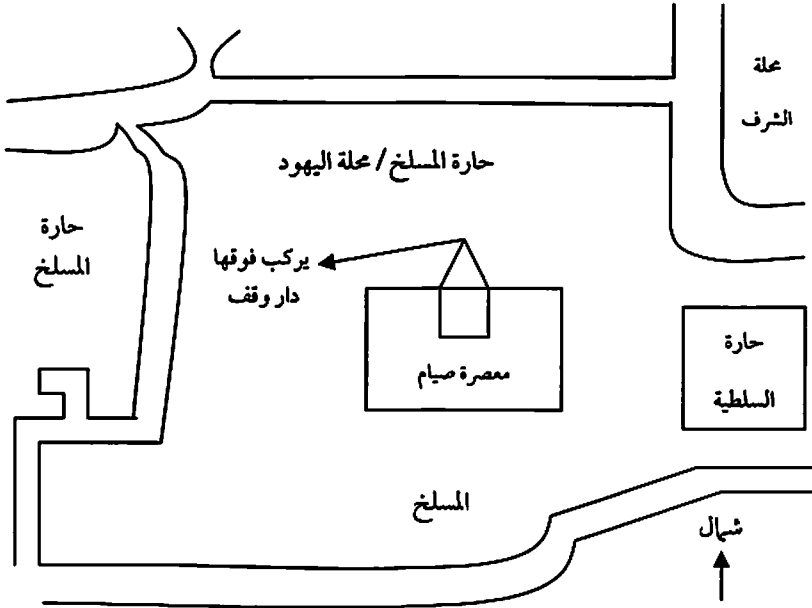 محلة
الشرف
حارة المسلخ / محلة اليهود
حارة
المسلخ
يركب فوقها
دار وقف
معصرة صيام
حارة
السلطية
المسلخ
شمال